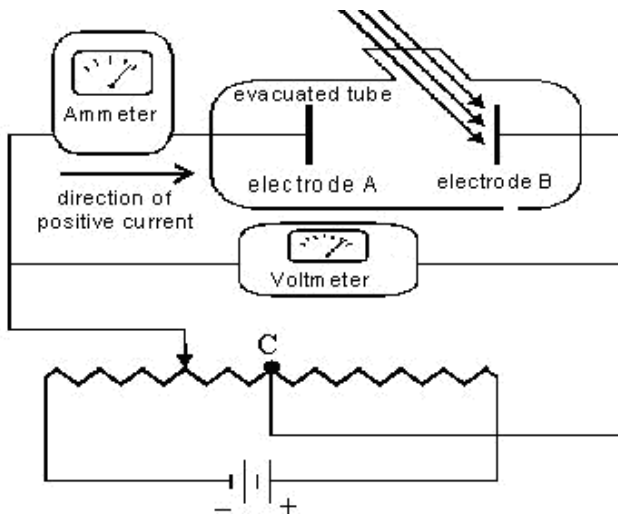 evacuated tube
Ammeter
electrode A
electrode B
direction of
positive current
Voltmeter
C
− +